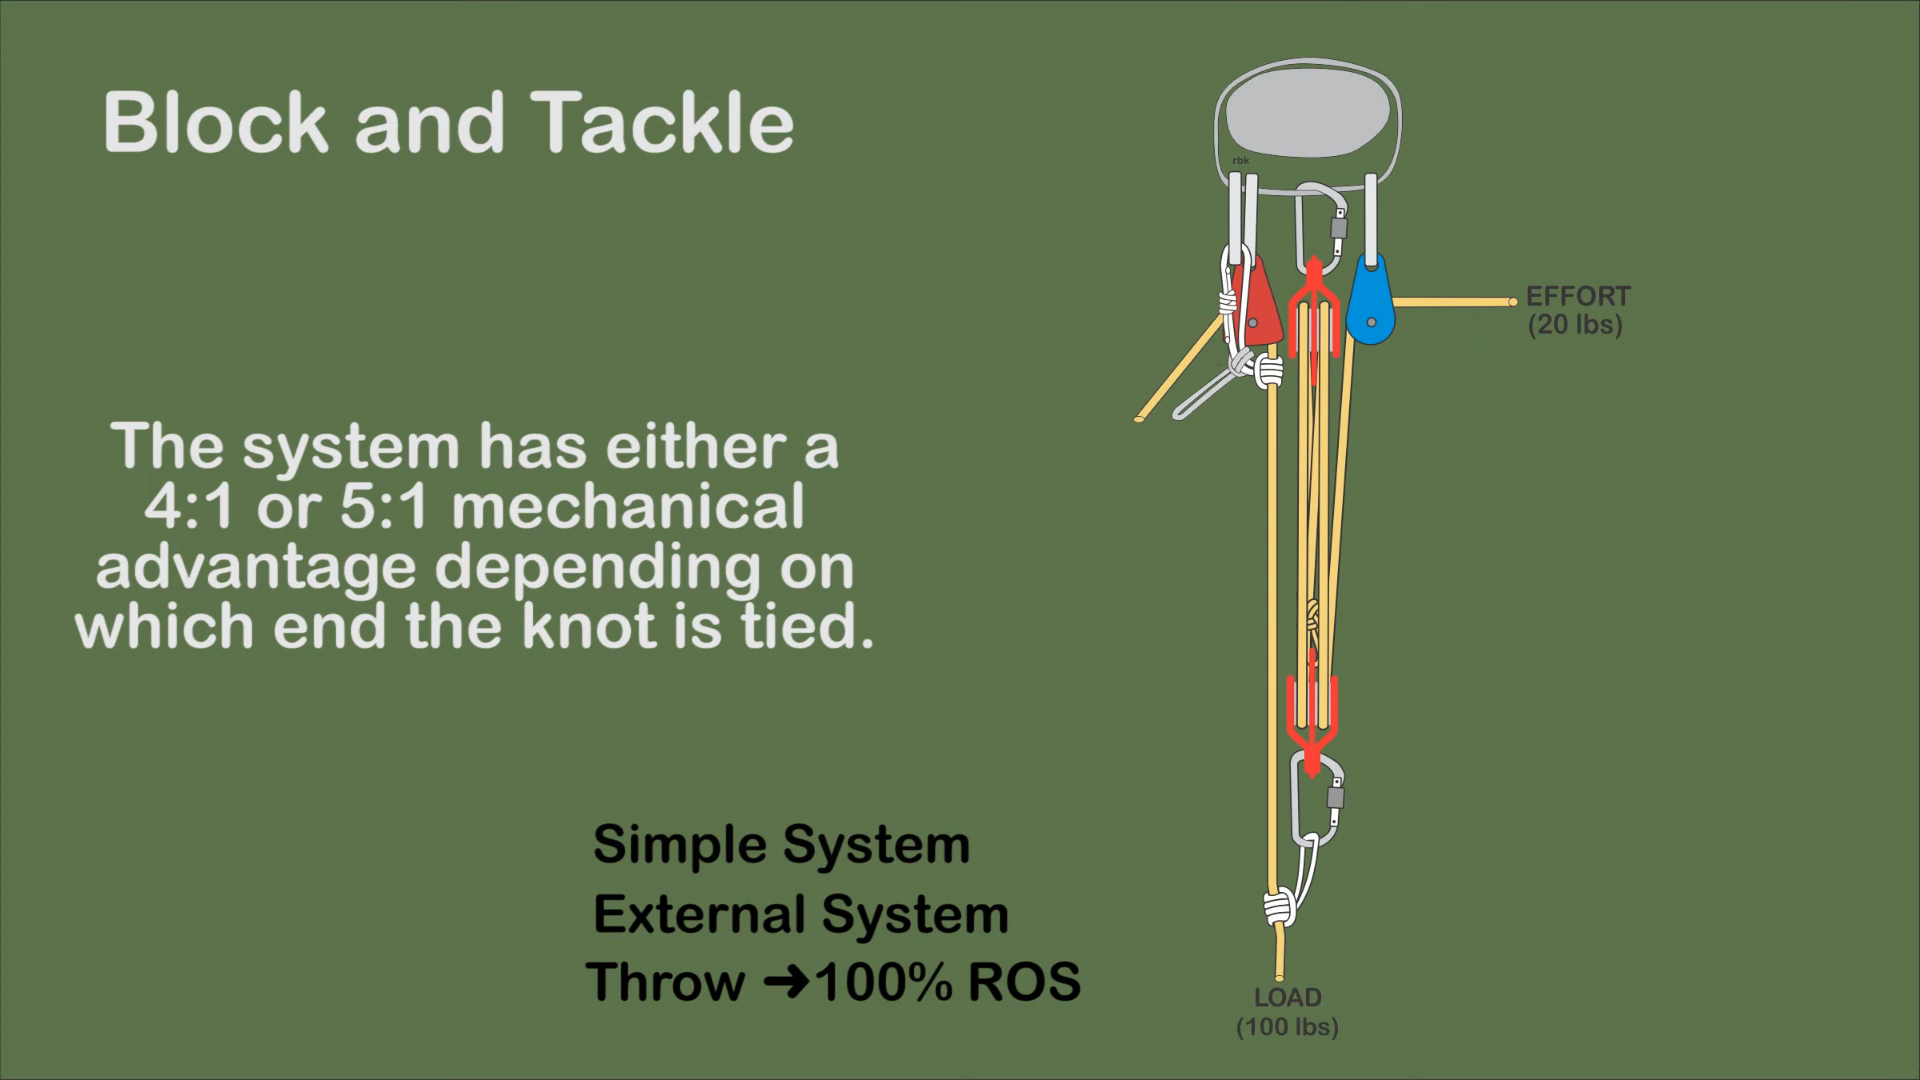 Block and Tackle
rbk
EFFORT
(20 lbs)
The system has either a
4:1 or 5:1 mechanical
advantage depending on
which end the knot is tied.
Simple System
External System
Throw ➔100% ROS
LOAD
(100 lbs)